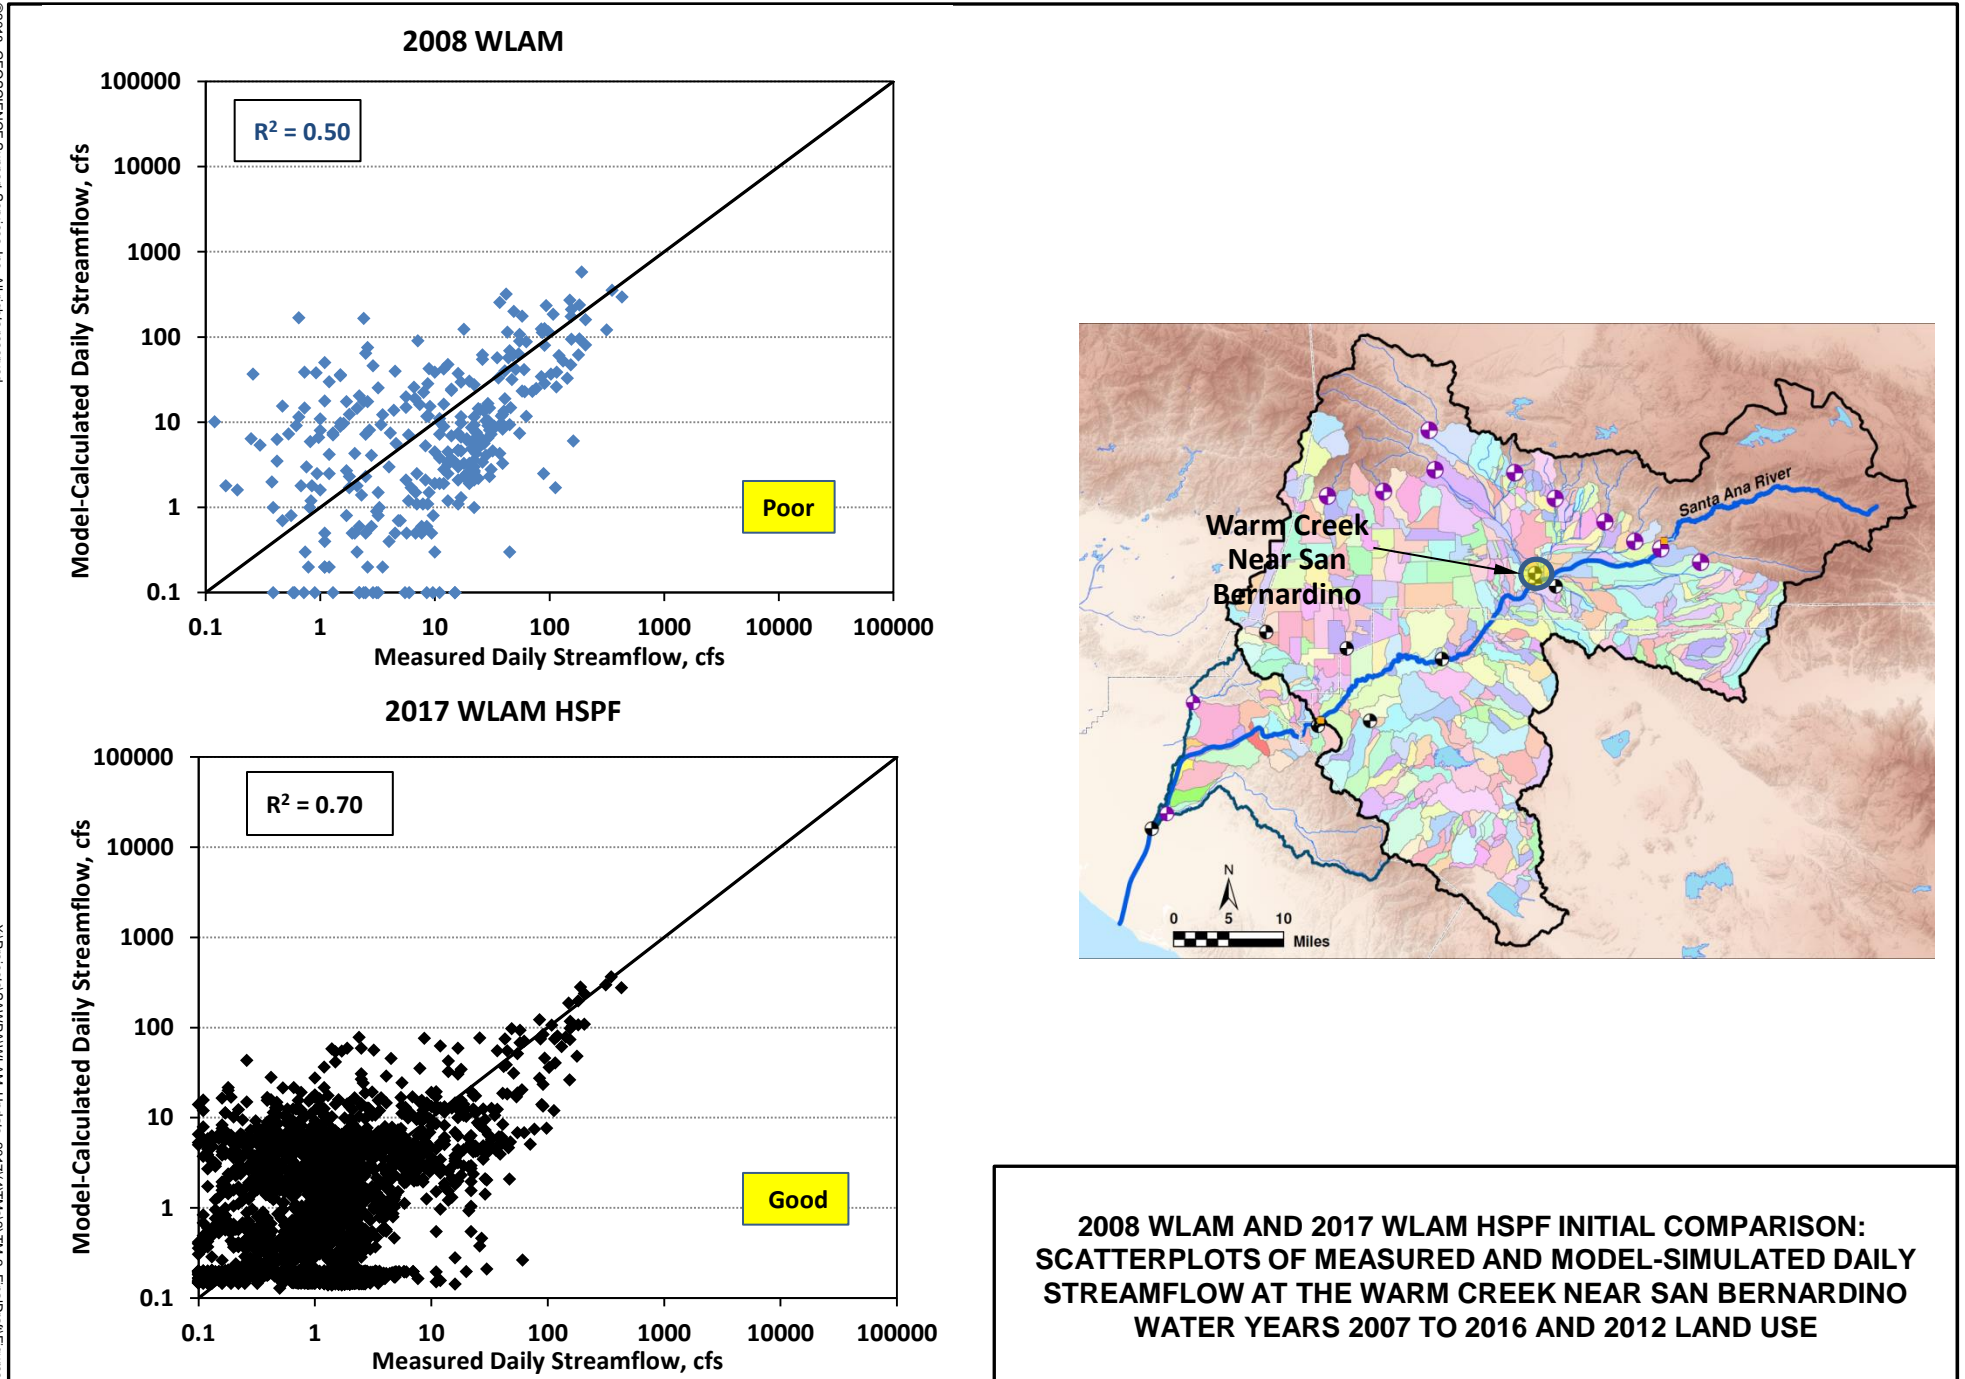 2008 WLAM
100000
10000
1000
100
10
1
0.1
R² = 0.50
Poor
Model-Calculated Daily Streamflow, cfs
0.1 1 10 100 1000 10000 100000
Measured Daily Streamflow, cfs
2017 WLAM HSPF
100000
10000
1000
100
10
1
0.1
R² = 0.70
Good
Model-Calculated Daily Streamflow, cfs
0.1 1 10 100 1000 10000 100000
Measured Daily Streamflow, cfs
Santa Ana River
Warm Creek
Near San
Bernardino
N
0 5 10
Miles
2008 WLAM AND 2017 WLAM HSPF INITIAL COMPARISON:
SCATTERPLOTS OF MEASURED AND MODEL-SIMULATED DAILY
STREAMFLOW AT THE WARM CREEK NEAR SAN BERNARDINO
WATER YEARS 2007 TO 2016 AND 2012 LAND USE